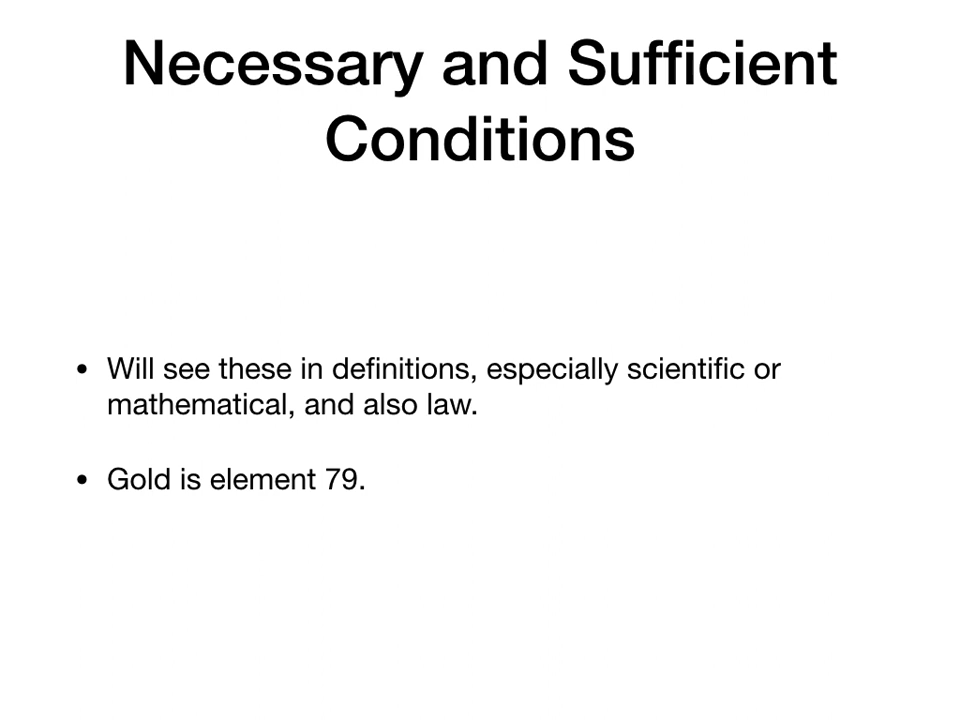 Necessary and Sufficient
Conditions
• Will see these in definitions, especially scientific or
mathematical, and also law.
• Gold is element 79.